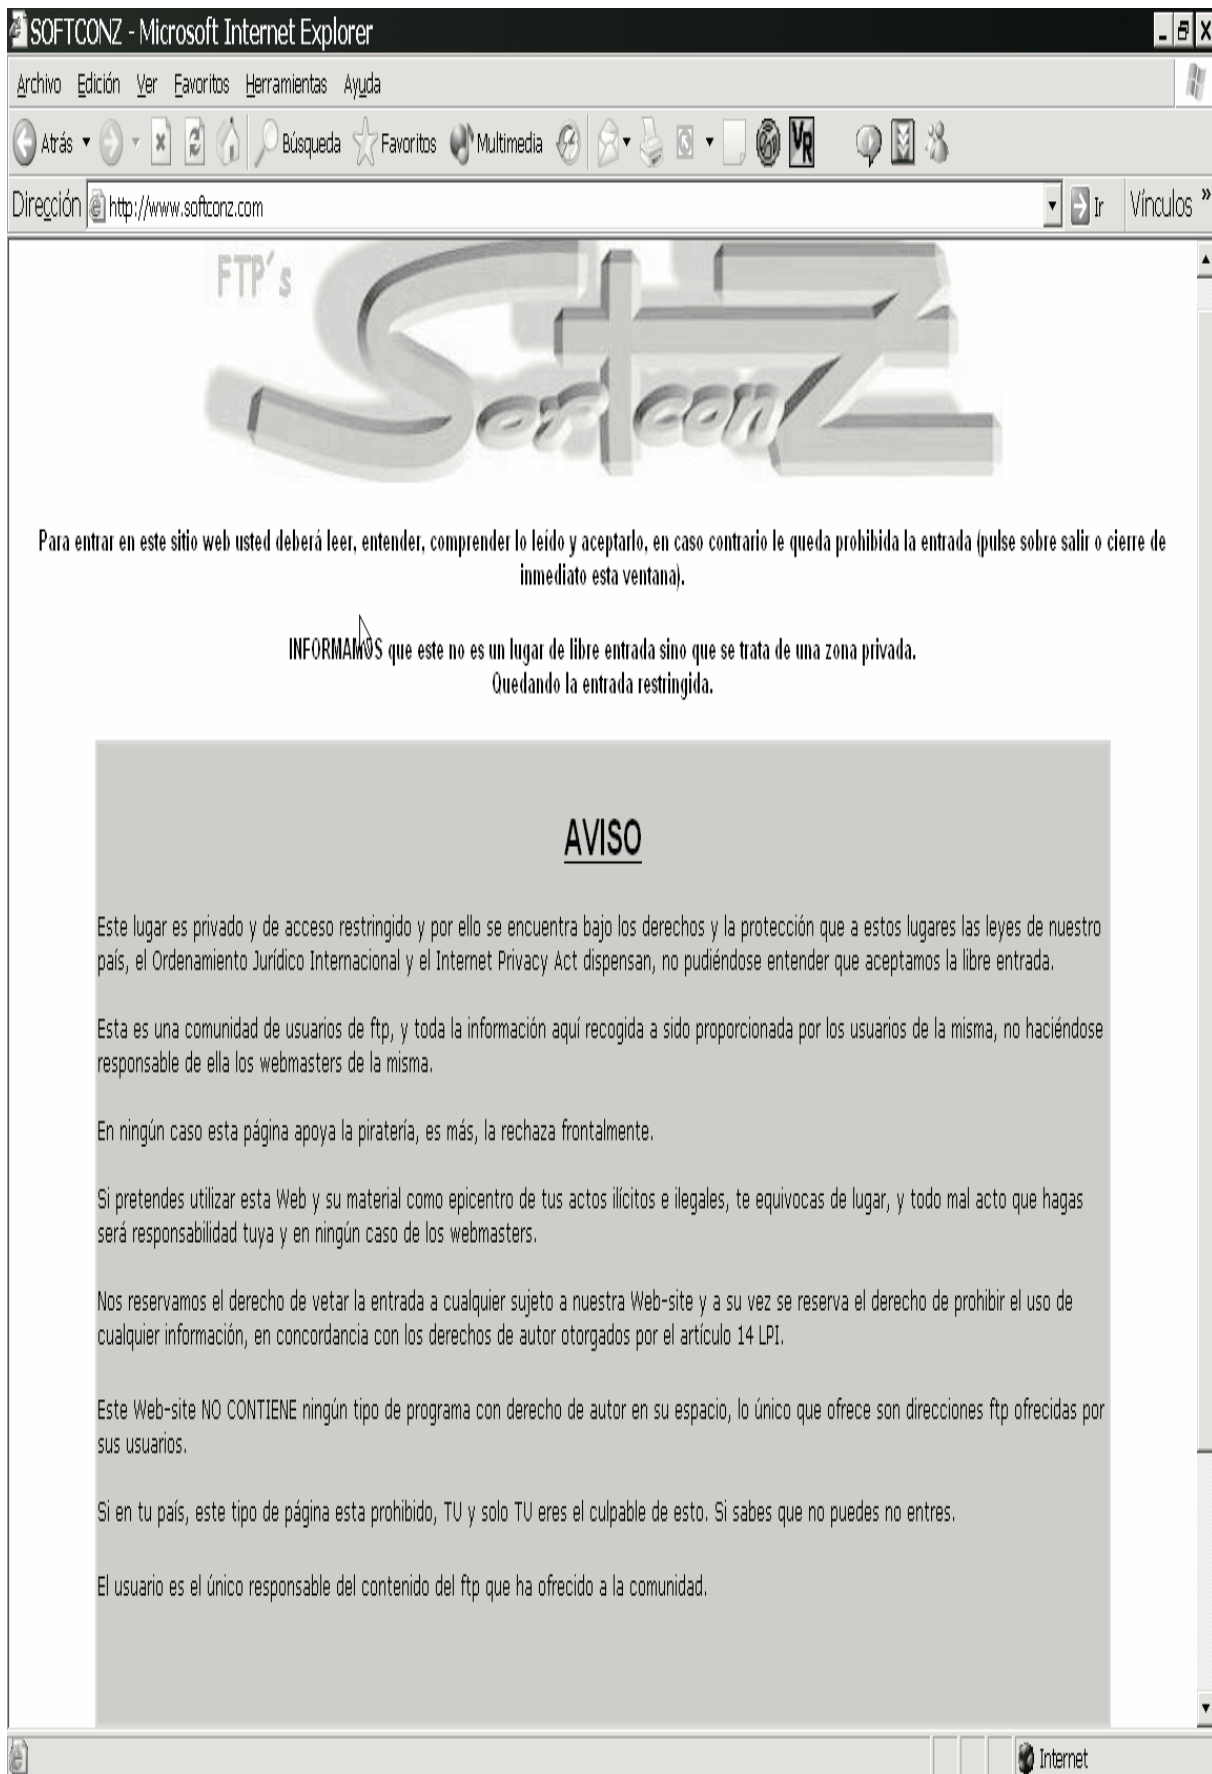 SOFTCONZ - Microsoft Internet Explorer
Archivo Edición Ver Favoritos Herramientas Ayuda
Atrás Búsqueda Favoritos Multimedia VR
Dirección http://www.softconz.com Ir Vínculos »
FTP´s
SoftconZ
Para entrar en este sitio web usted deberá leer, entender, comprender lo leído y aceptarlo, en caso contrario le queda prohibida la entrada (pulse sobre salir o cierre de
inmediato esta ventana).
INFORMAMOS que este no es un lugar de libre entrada sino que se trata de una zona privada.
Quedando la entrada restringida.
AVISO
Este lugar es privado y de acceso restringido y por ello se encuentra bajo los derechos y la protección que a estos lugares las leyes de nuestro
país, el Ordenamiento Jurídico Internacional y el Internet Privacy Act dispensan, no pudiéndose entender que aceptamos la libre entrada.
Esta es una comunidad de usuarios de ftp, y toda la información aquí recogida a sido proporcionada por los usuarios de la misma, no haciéndose
responsable de ella los webmasters de la misma.
En ningún caso esta página apoya la piratería, es más, la rechaza frontalmente.
Si pretendes utilizar esta Web y su material como epicentro de tus actos ilícitos e ilegales, te equivocas de lugar, y todo mal acto que hagas
será responsabilidad tuya y en ningún caso de los webmasters.
Nos reservamos el derecho de vetar la entrada a cualquier sujeto a nuestra Web-site y a su vez se reserva el derecho de prohibir el uso de
cualquier información, en concordancia con los derechos de autor otorgados por el artículo 14 LPI.
Este Web-site NO CONTIENE ningún tipo de programa con derecho de autor en su espacio, lo único que ofrece son direcciones ftp ofrecidas por
sus usuarios.
Si en tu país, este tipo de página esta prohibido, TU y solo TU eres el culpable de esto. Si sabes que no puedes no entres.
El usuario es el único responsable del contenido del ftp que ha ofrecido a la comunidad.
Internet